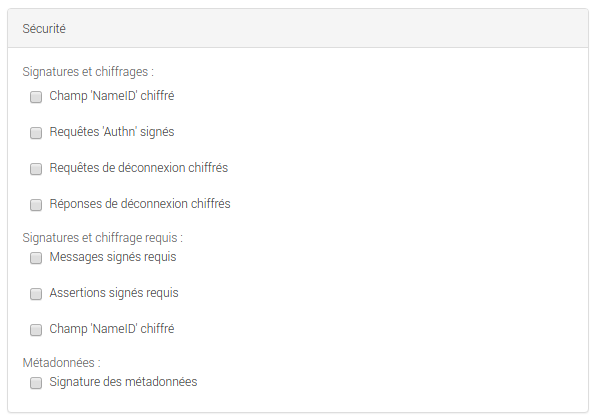 Sécurité
Signatures et chiffrages :
Champ 'NameID' chiffré
Requêtes 'Authn' signés
Requêtes de déconnexion chiffrés
Réponses de déconnexion chiffrés
Signatures et chiffrage requis :
Messages signés requis
Assertions signés requis
Champ 'NameID' chiffré
Métadonnées :
Signature des métadonnées